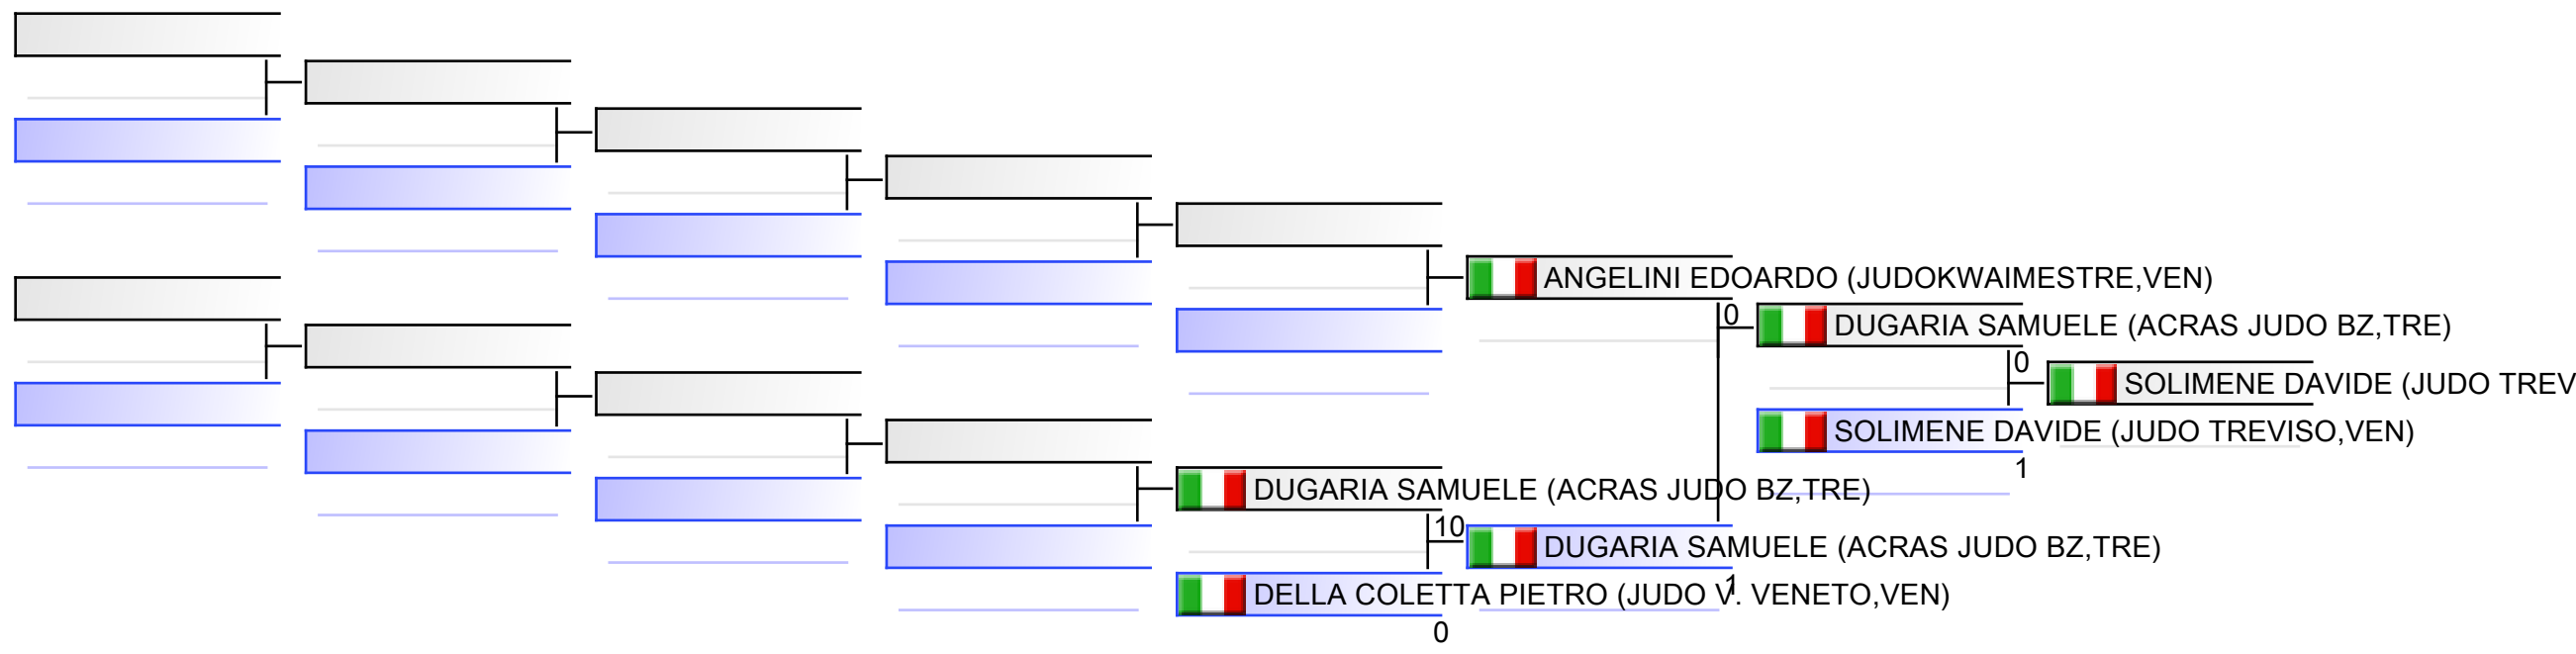 ANGELINI EDOARDO (JUDOKWAIMESTRE,VEN)
0
DUGARIA SAMUELE (ACRAS JUDO BZ,TRE)
0
SOLIMENE DAVIDE (JUDO TREV
SOLIMENE DAVIDE (JUDO TREVISO,VEN)
1
DUGARIA SAMUELE (ACRAS JUDO BZ,TRE)
10
DUGARIA SAMUELE (ACRAS JUDO BZ,TRE)
1
DELLA COLETTA PIETRO (JUDO V. VENETO,VEN)
0